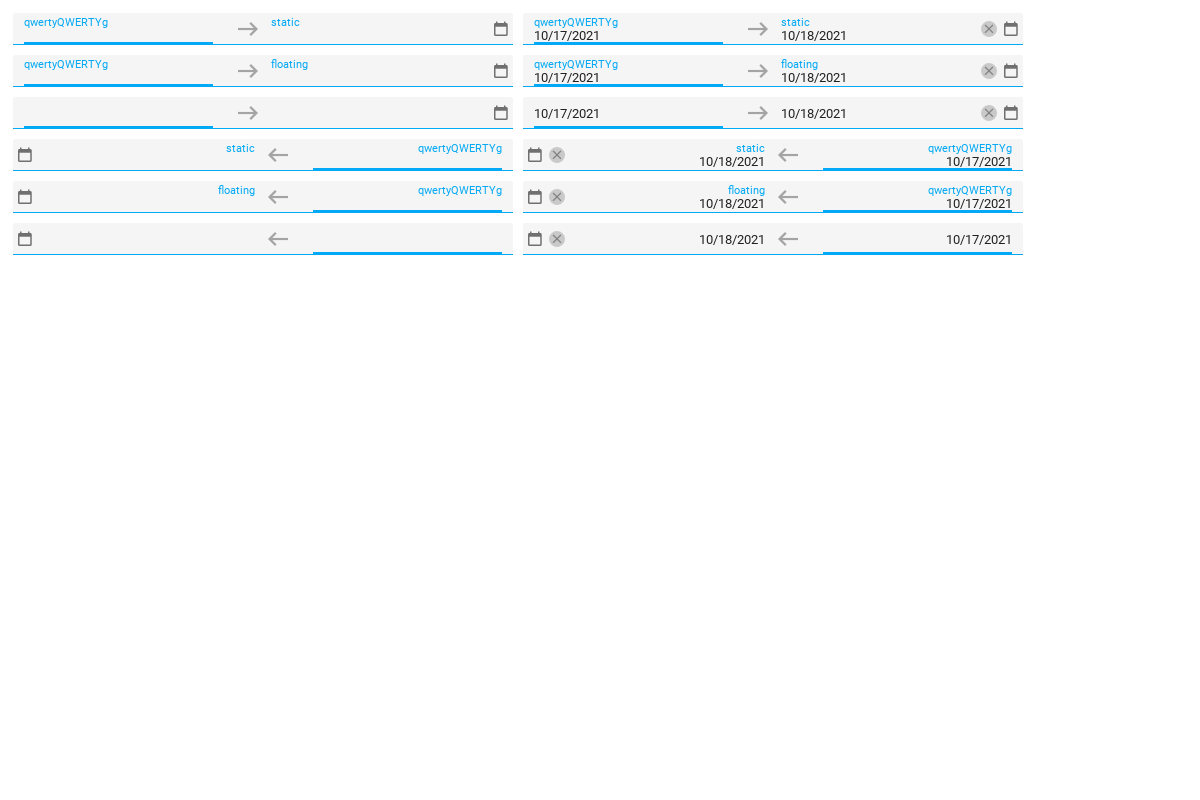 qwertyQWERTYg static qwertyQWERTYg static
10/17/2021 10/18/2021
qwertyQWERTYg floating qwertyQWERTYg floating
10/17/2021 10/18/2021
10/17/2021 10/18/2021
static qwertyQWERTYg static qwertyQWERTYg
10/18/2021 10/17/2021
floating qwertyQWERTYg floating qwertyQWERTYg
10/18/2021 10/17/2021
10/18/2021 10/17/2021